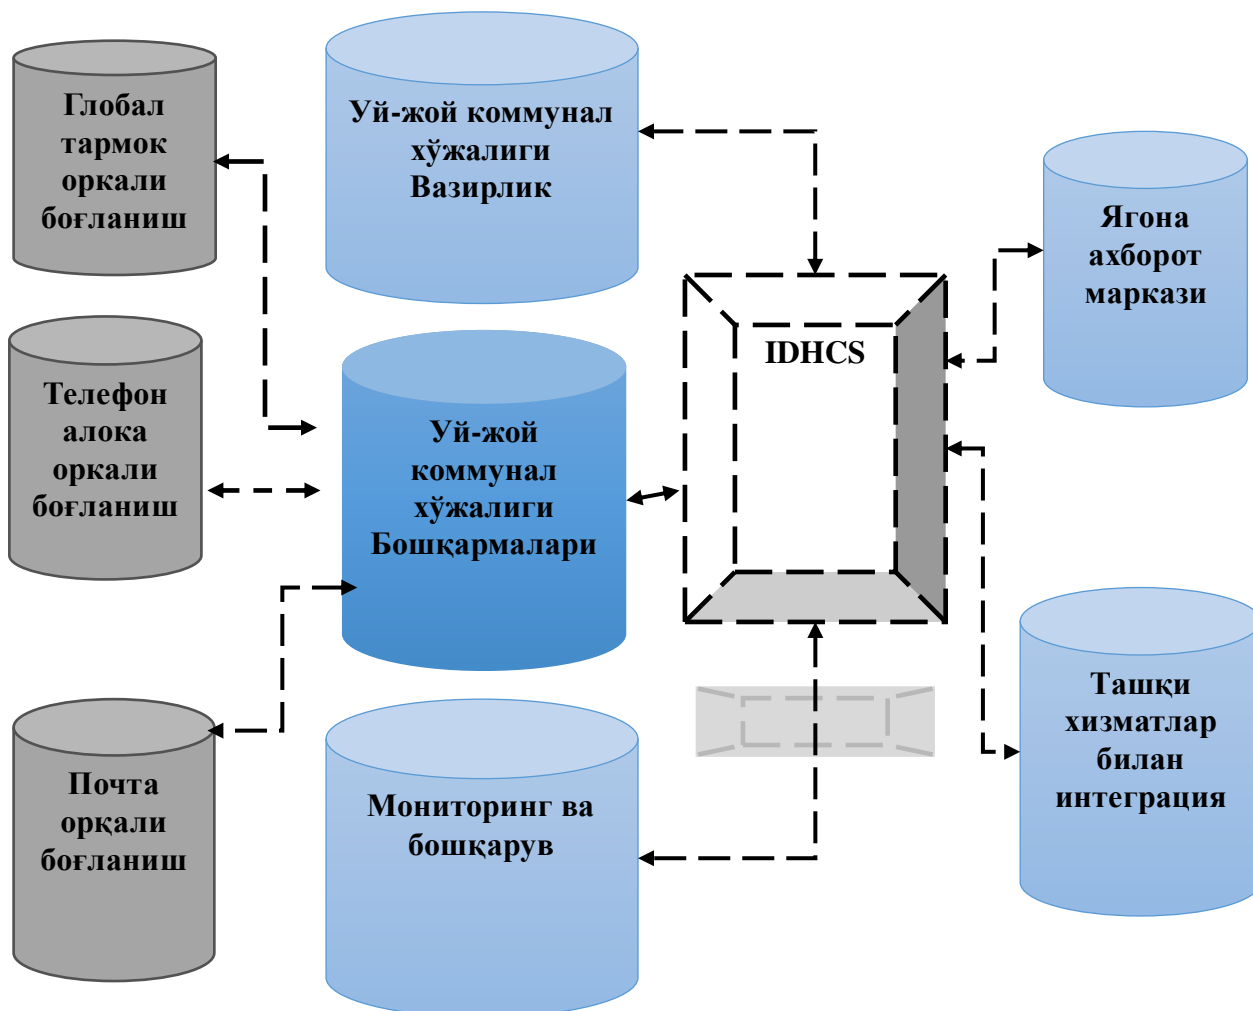 Глобал
тармок
оркали
боғланиш
Уй-жой коммунал
хўжалиги
Вазирлик
Ягона
ахборот
маркази
IDHCS
Телефон
алока
оркали
боғланиш
Уй-жой
коммунал
хўжалиги
Бошқармалари
Почта
орқали
боғланиш
Мониторинг ва
бошқарув
Ташқи
хизматлар
билан
интеграция